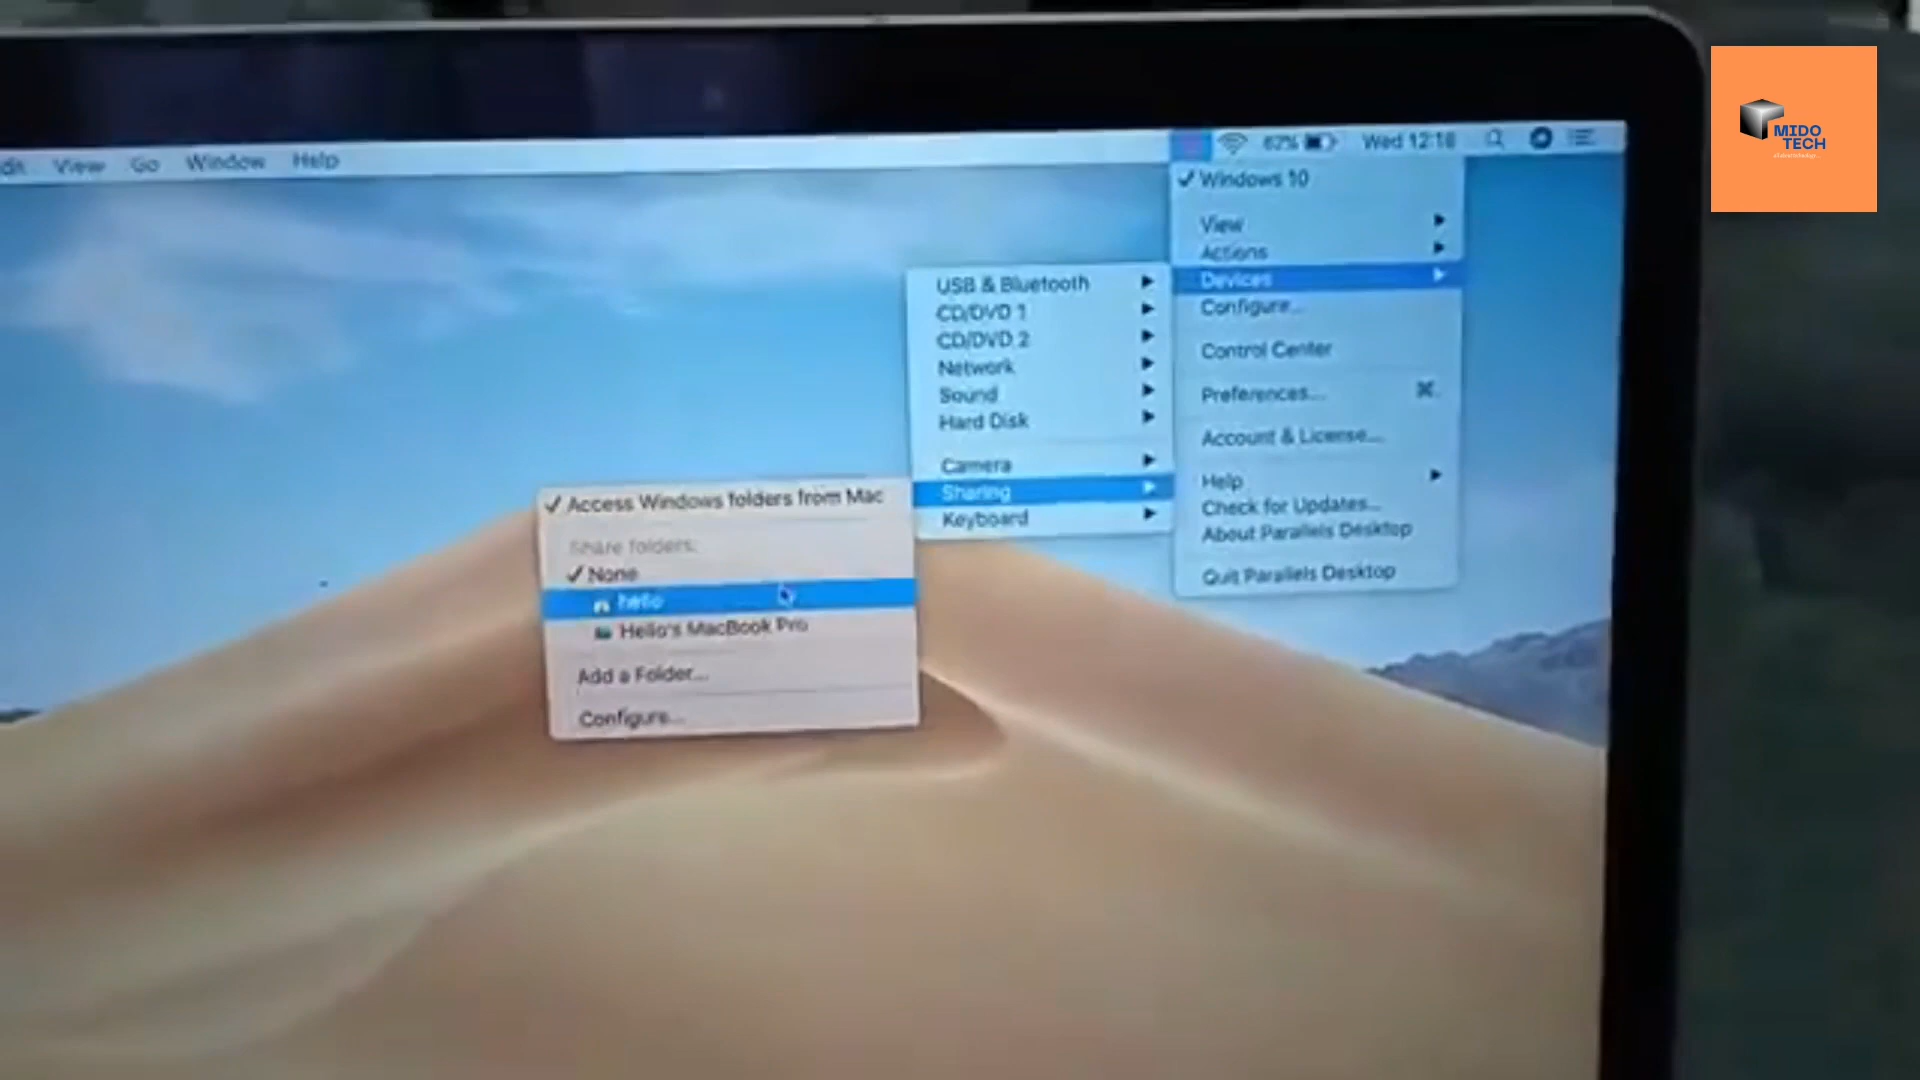 View Go Window Help
62% Wed 12:18
MIDO
TECH
✓ Windows 10
View
Actions
Devices
Configure...
Control Center
Preferences... ⌘,
Account & License...
Help
Check for Updates...
About Parallels Desktop
Quit Parallels Desktop
USB & Bluetooth
CD/DVD 1
CD/DVD 2
Network
Sound
Hard Disk
Camera
Sharing
Keyboard
✓ Access Windows folders from Mac
Share folders:
✓ None
hello
Hello's MacBook Pro
Add a Folder...
Configure...